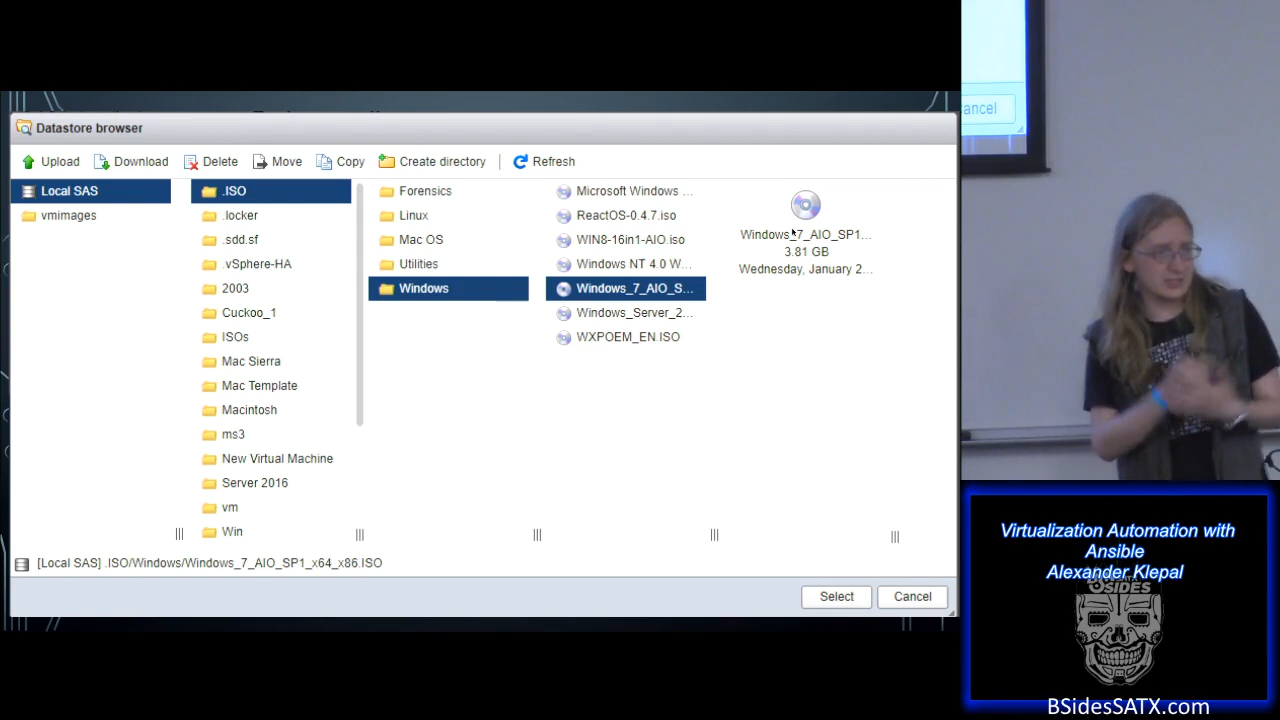 Datastore browser
Upload Download Delete Move Copy Create directory Refresh
Local SAS
vmimages
.ISO
.locker
.sdd.sf
.vSphere-HA
2003
Cuckoo_1
ISOs
Mac Sierra
Mac Template
Macintosh
ms3
New Virtual Machine
Server 2016
vm
Win
Forensics
Linux
Mac OS
Utilities
Windows
Microsoft Windows ...
ReactOS-0.4.7.iso
WIN8-16in1-AIO.iso
Windows NT 4.0 W...
Windows_7_AIO_S...
Windows_Server_2...
WXPOEM_EN.ISO
Windows_7_AIO_SP1...
3.81 GB
Wednesday, January 2...
[Local SAS] .ISO/Windows/Windows_7_AIO_SP1_x64_x86.ISO
Select Cancel
ancel
Virtualization Automation with
Ansible
Alexander Klepal
SATX
BSIDES
BSidesSATX.com